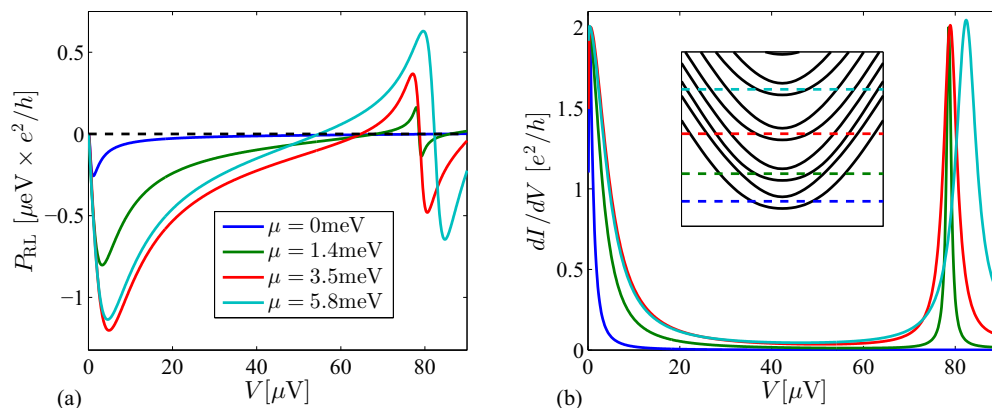 P_RL [μeV × e²/h]
0.5
0
−0.5
−1
μ = 0meV
μ = 1.4meV
μ = 3.5meV
μ = 5.8meV
0 20 40 60 80
V[μV]
(a)
dI/dV [e²/h]
2
1.5
1
0.5
0
0 20 40 60 80
V[μV]
(b)